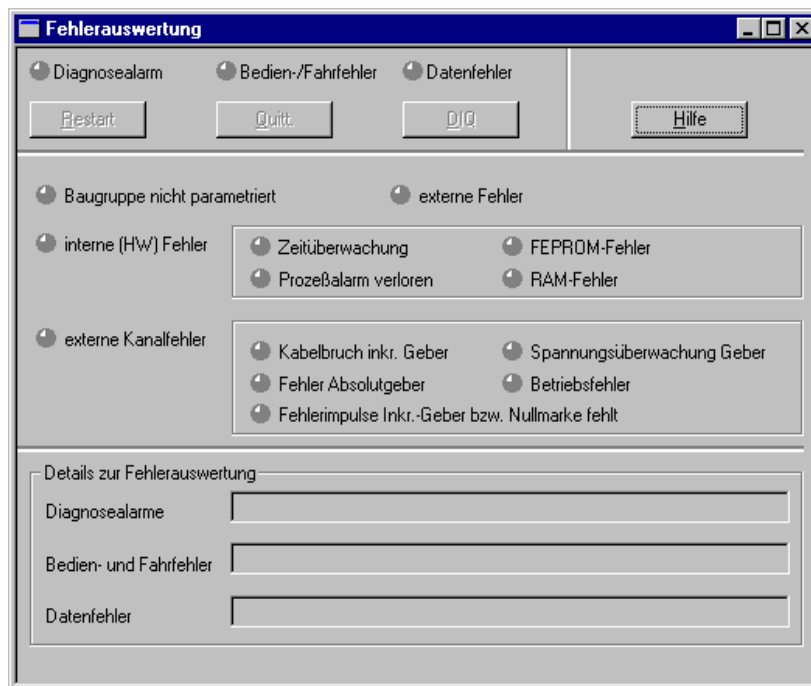 Fehlerauswertung
Diagnosealarm Bedien-/Fahrfehler Datenfehler
Restart Quitt. DIQ Hilfe
Baugruppe nicht parametriert externe Fehler
interne (HW) Fehler Zeitüberwachung FEPROM-Fehler
Prozeßalarm verloren RAM-Fehler
externe Kanalfehler
Kabelbruch inkr. Geber Spannungsüberwachung Geber
Fehler Absolutgeber Betriebsfehler
Fehlerimpulse Inkr.-Geber bzw. Nullmarke fehlt
Details zur Fehlerauswertung
Diagnosealarme
Bedien- und Fahrfehler
Datenfehler